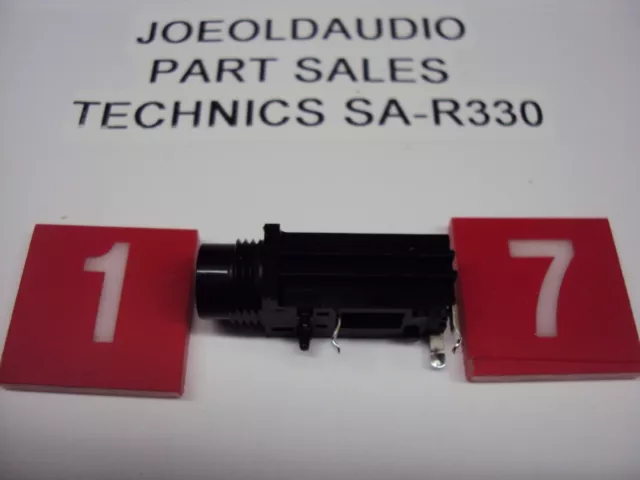 JOEOLDAUDIO
PART SALES
TECHNICS SA-R330
1 7